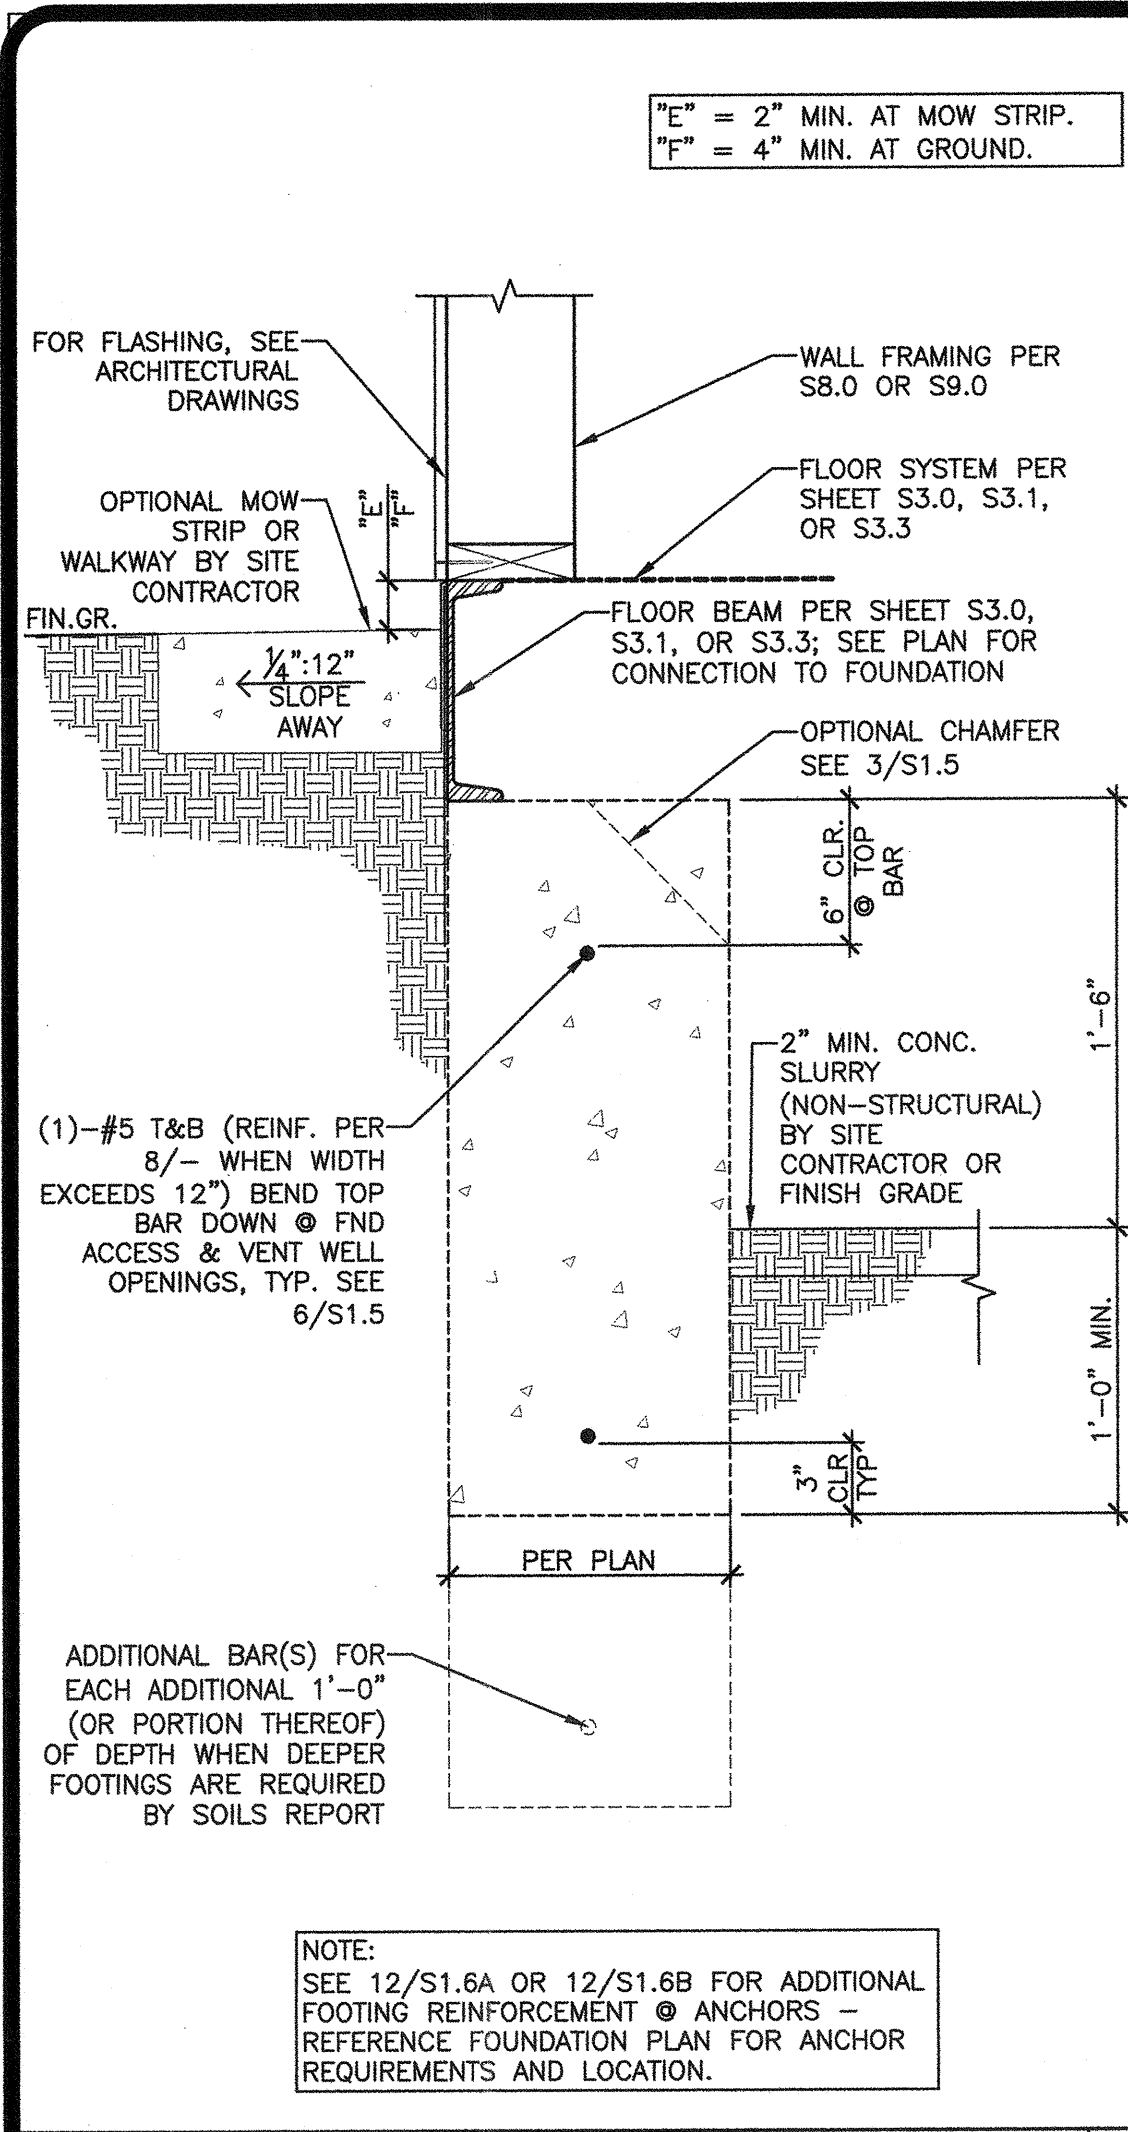 "E" = 2" MIN. AT MOW STRIP.
"F" = 4" MIN. AT GROUND.
FOR FLASHING, SEE
ARCHITECTURAL
DRAWINGS
WALL FRAMING PER
S8.0 OR S9.0
FLOOR SYSTEM PER
SHEET S3.0, S3.1,
OR S3.3
OPTIONAL MOW
STRIP OR
WALKWAY BY SITE
CONTRACTOR
"E"
"F"
FIN.GR.
FLOOR BEAM PER SHEET S3.0,
S3.1, OR S3.3; SEE PLAN FOR
CONNECTION TO FOUNDATION
1/4":12"
SLOPE
AWAY
OPTIONAL CHAMFER
SEE 3/S1.5
6" CLR.
@ TOP
BAR
1'-6"
2" MIN. CONC.
SLURRY
(NON-STRUCTURAL)
BY SITE
CONTRACTOR OR
FINISH GRADE
(1)-#5 T&B (REINF. PER
8/- WHEN WIDTH
EXCEEDS 12") BEND TOP
BAR DOWN @ FND
ACCESS & VENT WELL
OPENINGS, TYP. SEE
6/S1.5
1'-0" MIN.
3"
CLR
TYP
PER PLAN
ADDITIONAL BAR(S) FOR
EACH ADDITIONAL 1'-0"
(OR PORTION THEREOF)
OF DEPTH WHEN DEEPER
FOOTINGS ARE REQUIRED
BY SOILS REPORT
NOTE:
SEE 12/S1.6A OR 12/S1.6B FOR ADDITIONAL
FOOTING REINFORCEMENT @ ANCHORS -
REFERENCE FOUNDATION PLAN FOR ANCHOR
REQUIREMENTS AND LOCATION.